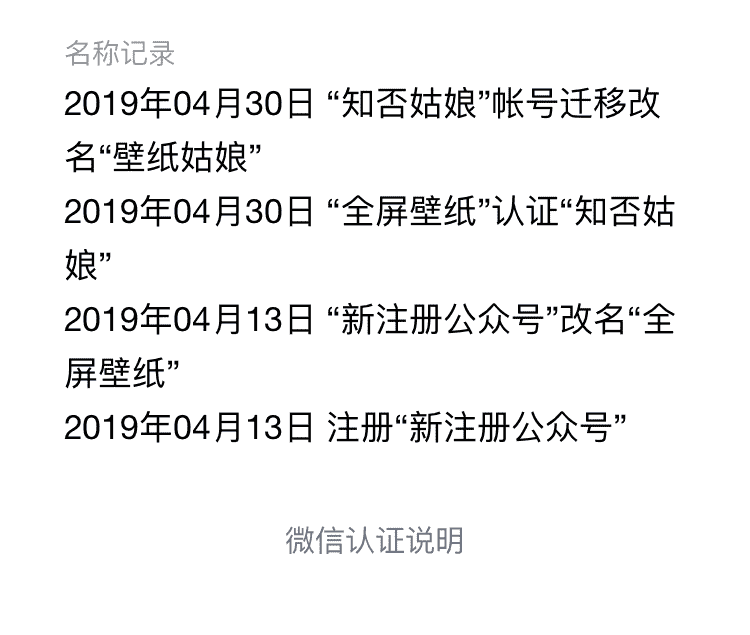 名称记录
2019年04月30日 “知否姑娘”帐号迁移改
名“壁纸姑娘”
2019年04月30日 “全屏壁纸”认证“知否姑
娘”
2019年04月13日 “新注册公众号”改名“全
屏壁纸”
2019年04月13日 注册“新注册公众号”
微信认证说明